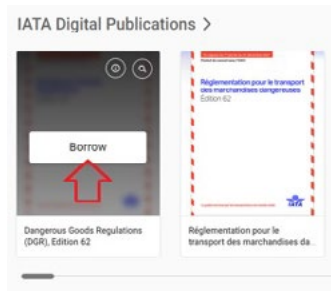 IATA Digital Publications >
Borrow
Dangerous Goods Regulations
(DGR), Edition 62
Réglementation pour le transport
des marchandises dangereuses
Édition 62
IATA
Réglementation pour le
transport des marchandises da...